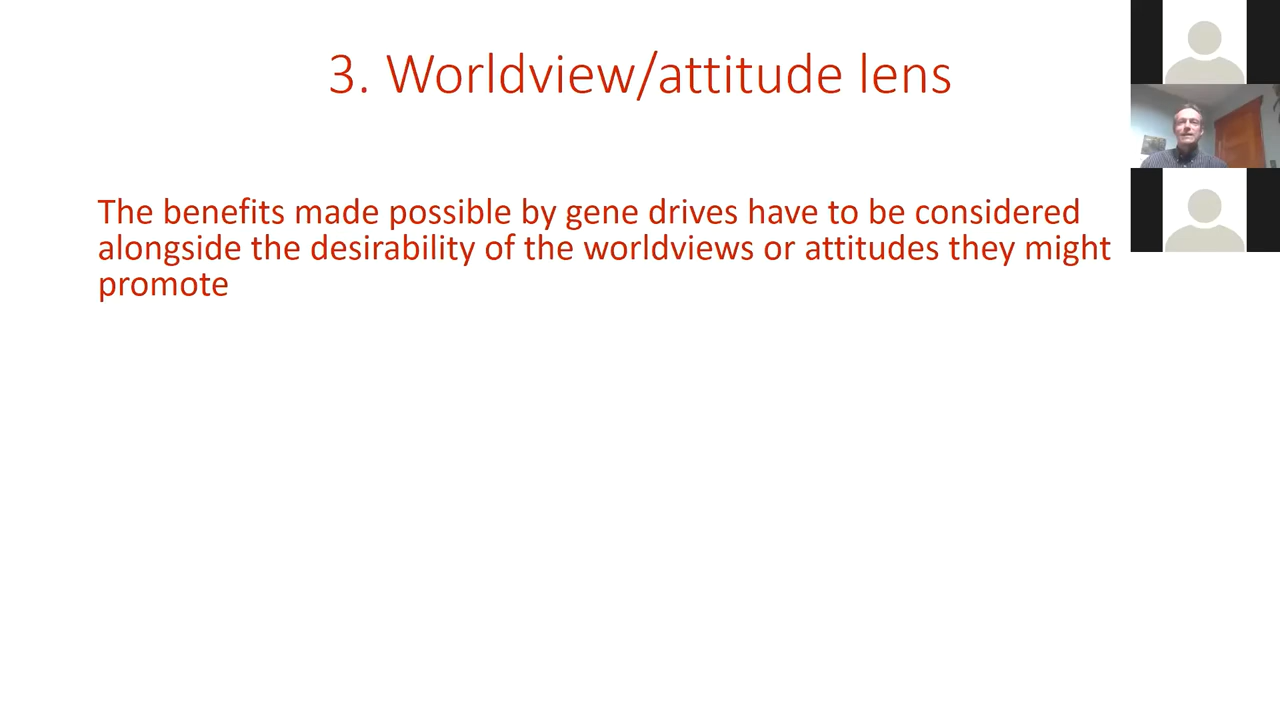 3. Worldview/attitude lens
The benefits made possible by gene drives have to be considered
alongside the desirability of the worldviews or attitudes they might
promote